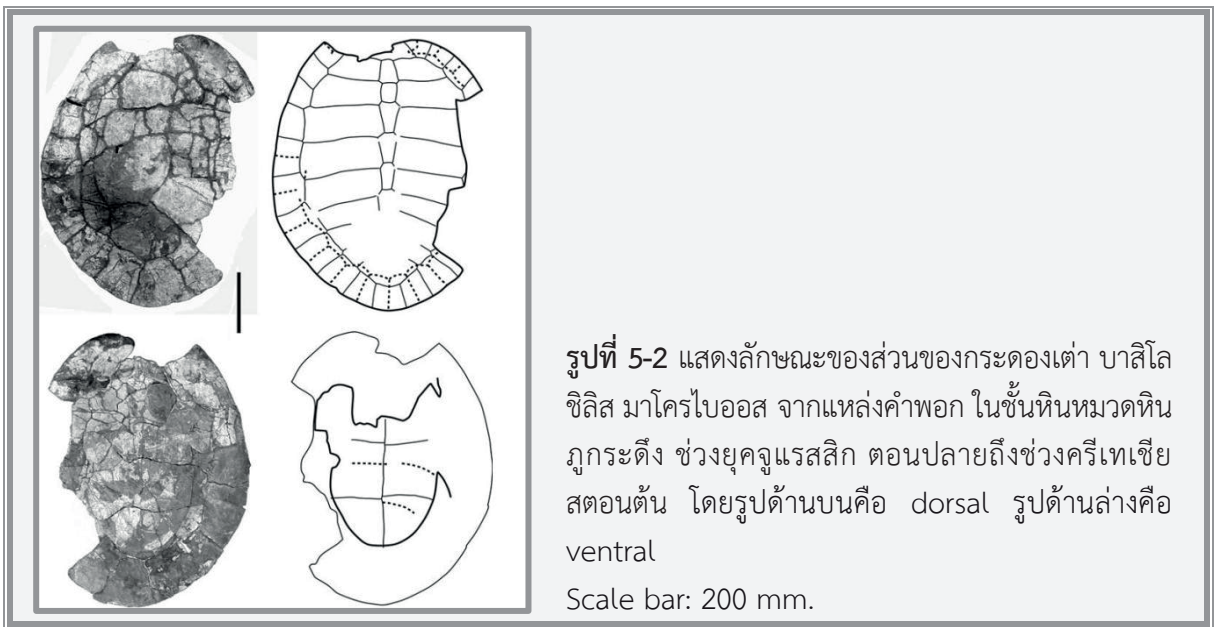 รูปที่ 5-2 แสดงลักษณะของส่วนของกระดองเต่า บาสิโล
ชิลิส มาโครไบออส จากแหล่งคำพอก ในชั้นหินหมวดหิน
ภูกระดึง ช่วงยุคจูแรสสิก ตอนปลายถึงช่วงครีเทเชีย
สตอนต้น โดยรูปด้านบนคือ dorsal รูปด้านล่างคือ
ventral
Scale bar: 200 mm.